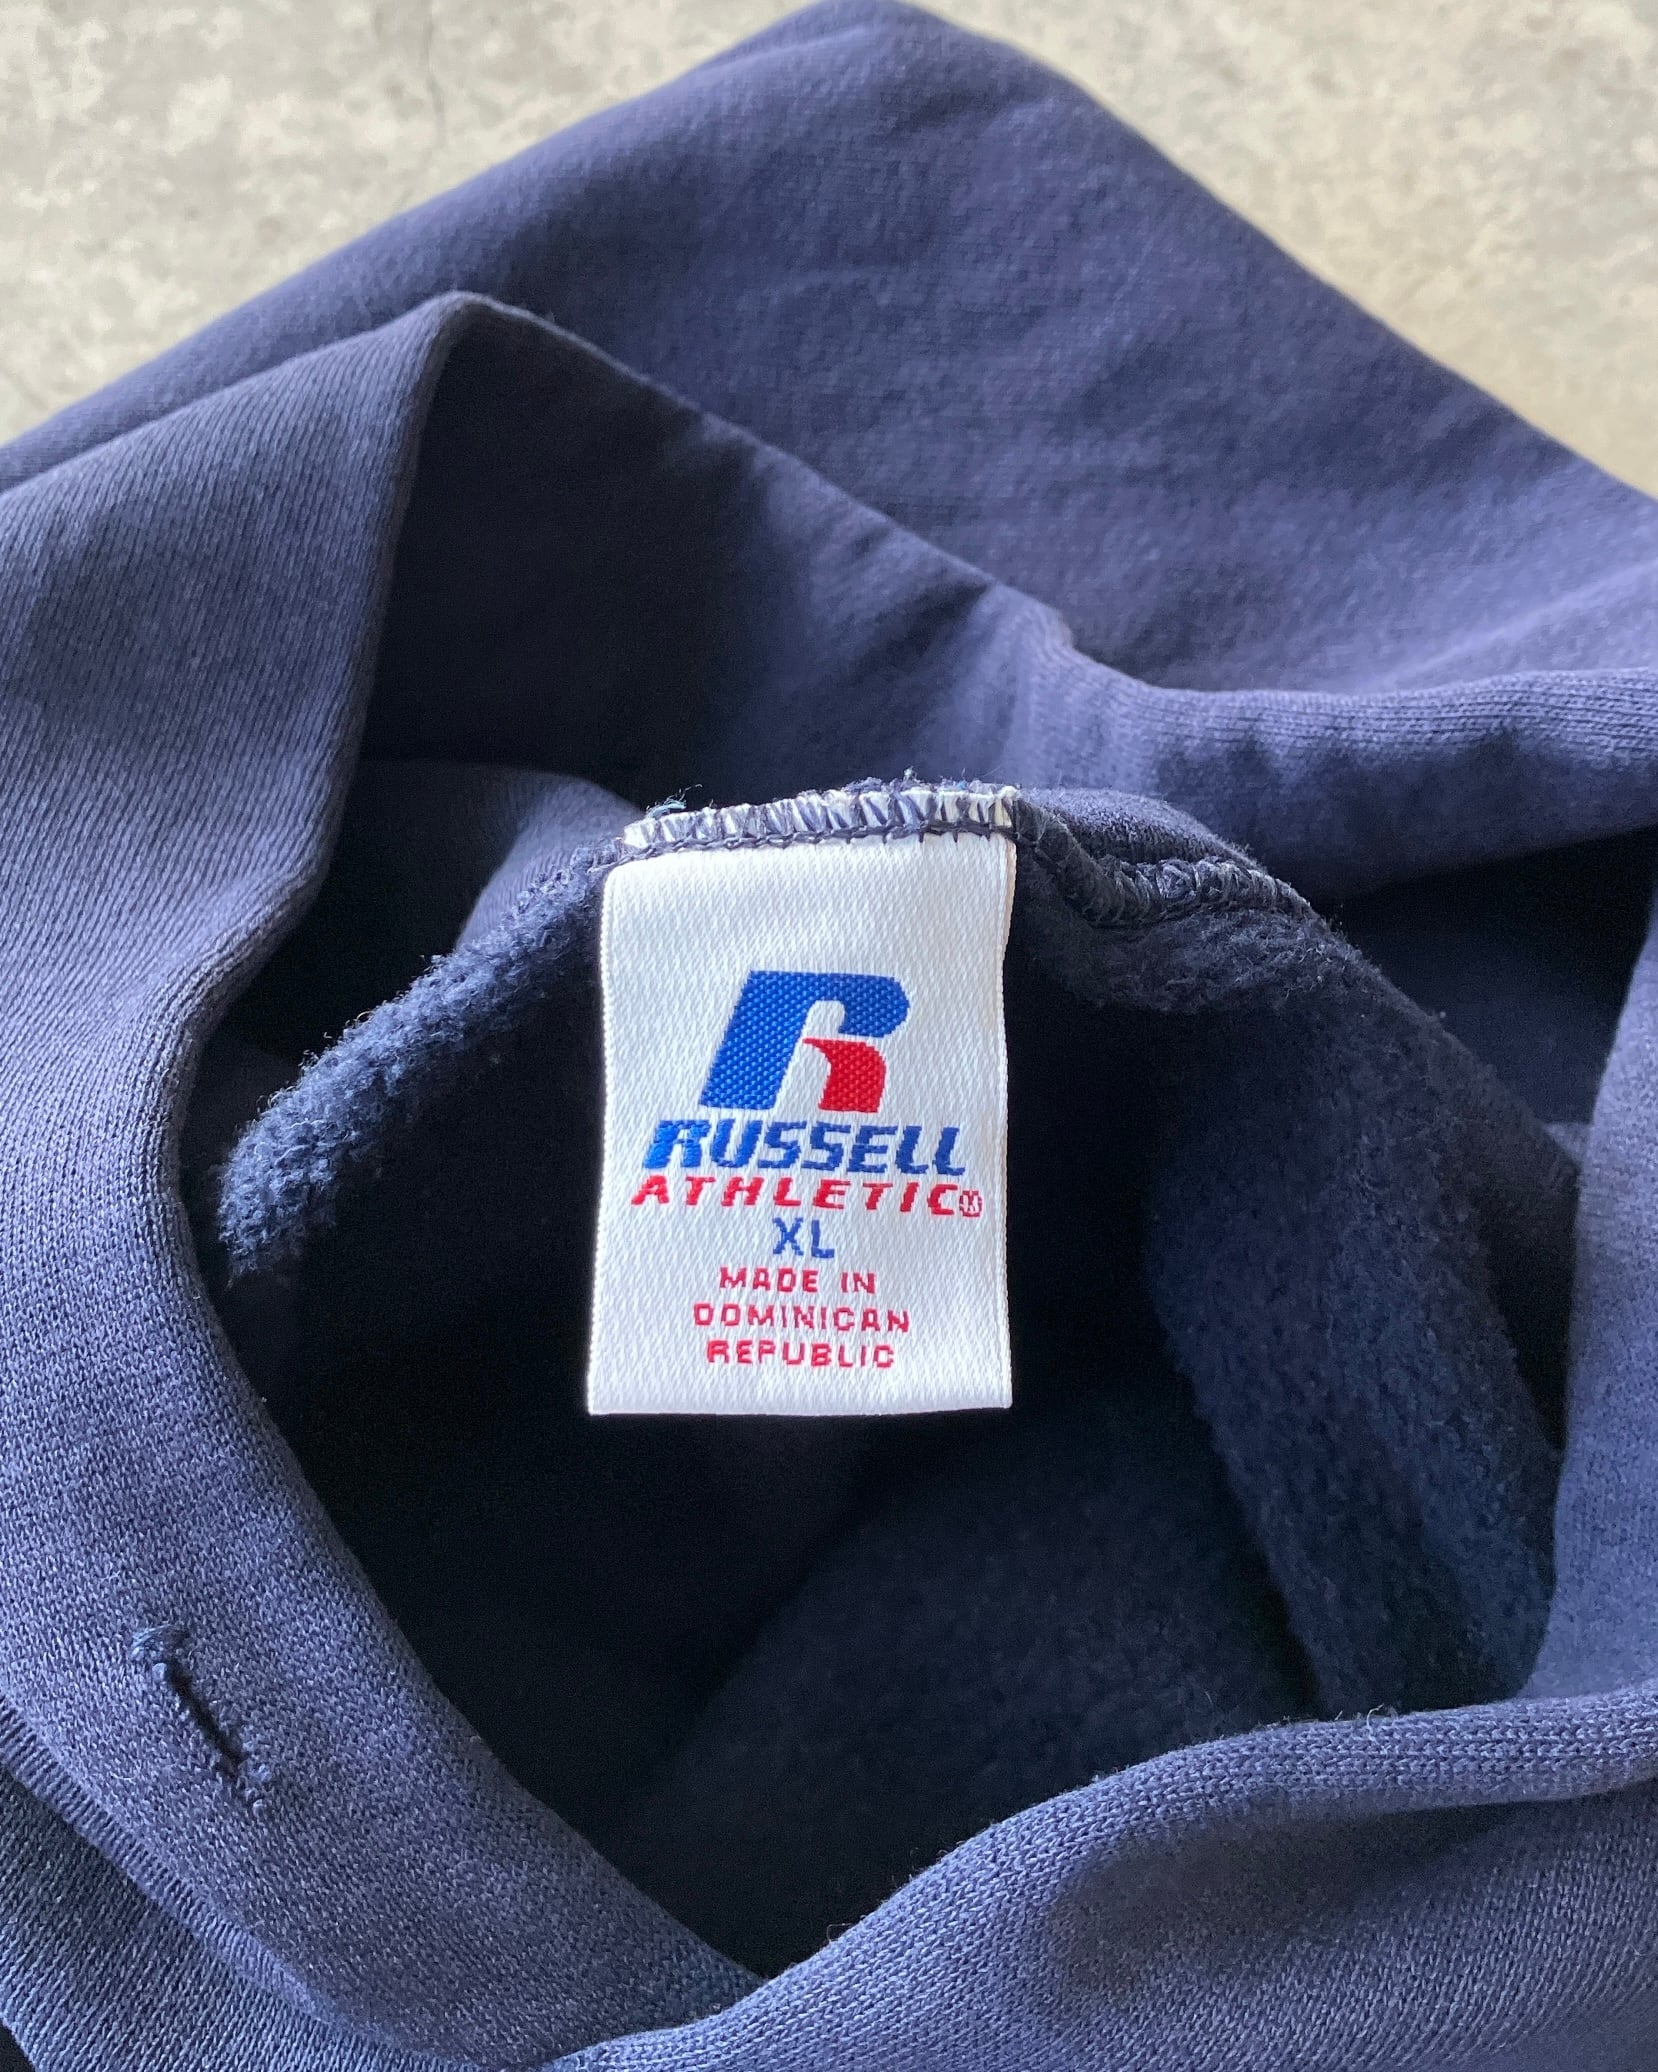 RUSSELL
ATHLETIC®
XL
MADE IN
DOMINICAN
REPUBLIC